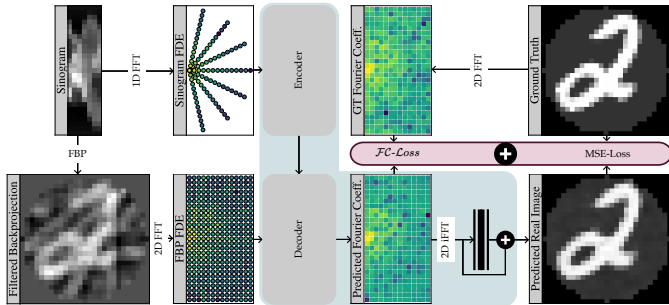 Sinogram
1D FFT
Sinogram FDE
Encoder
GT Fourier Coeff.
2D FFT
Ground Truth
FBP
FC-Loss
+
MSE-Loss
Filtered Backprojection
2D FFT
FBP FDE
Decoder
Predicted Fourier Coeff.
2D iFFT
+
Predicted Real Image